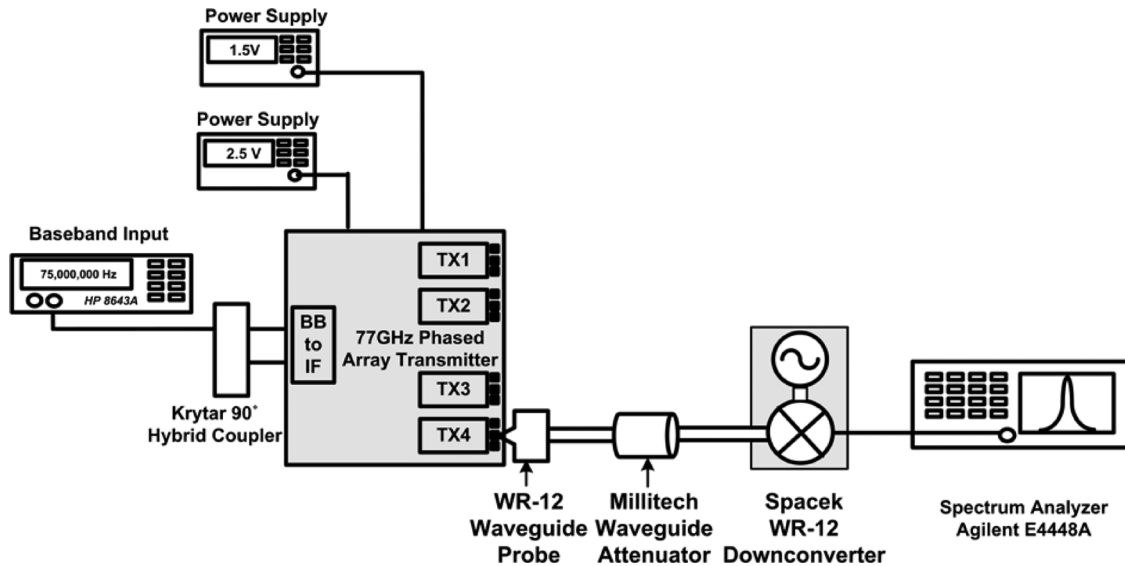 Power Supply
1.5V
Power Supply
2.5 V
Baseband Input
75,000,000 Hz
HP 8643A
TX1
TX2
BB
to
IF
77GHz Phased
Array Transmitter
TX3
TX4
Krytar 90°
Hybrid Coupler
WR-12
Waveguide
Probe
Millitech
Waveguide
Attenuator
Spacek
WR-12
Downconverter
Spectrum Analyzer
Agilent E4448A